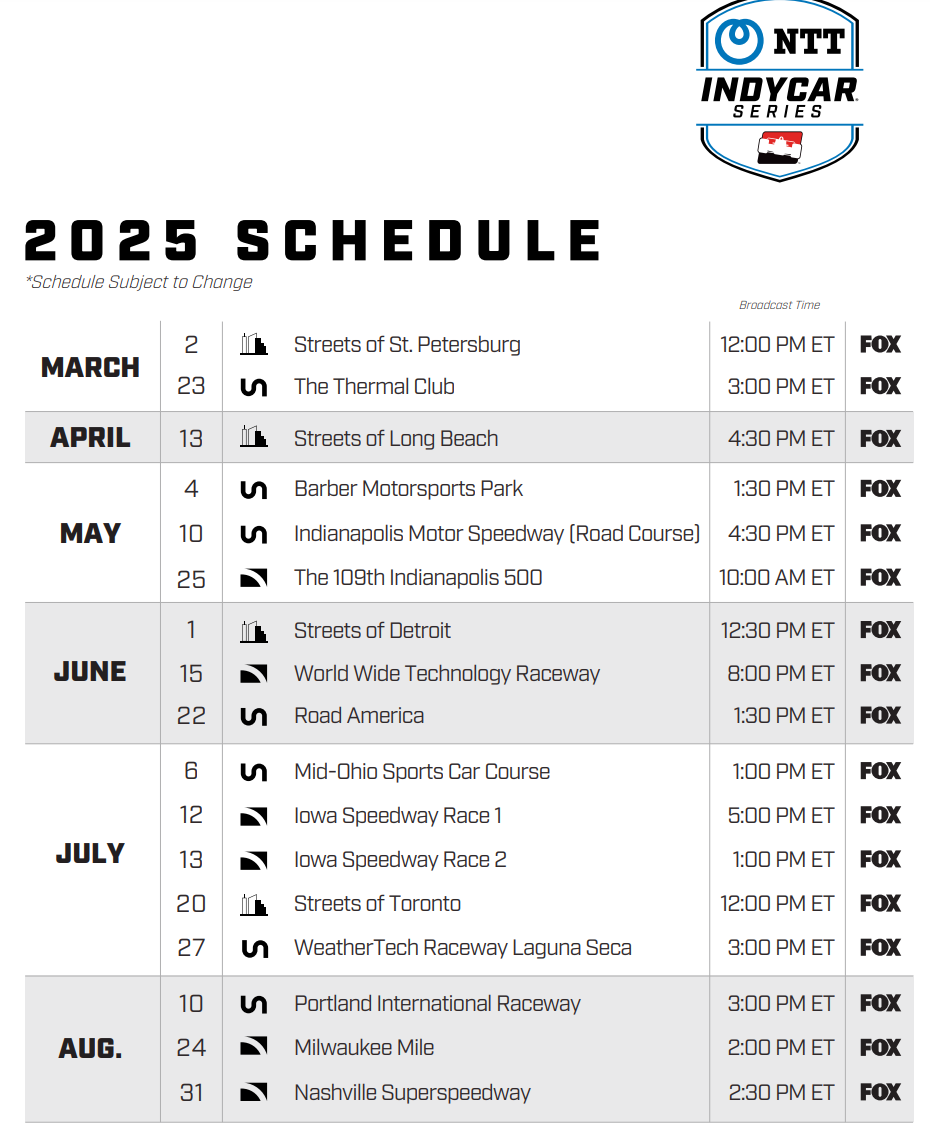 NTT
INDYCAR
SERIES
2025 SCHEDULE
*Schedule Subject to Change
Broadcast Time
MARCH
2 Streets of St. Petersburg 12:00 PM ET FOX
23 The Thermal Club 3:00 PM ET FOX
APRIL 13 Streets of Long Beach 4:30 PM ET FOX
MAY
4 Barber Motorsports Park 1:30 PM ET FOX
10 Indianapolis Motor Speedway (Road Course) 4:30 PM ET FOX
25 The 109th Indianapolis 500 10:00 AM ET FOX
JUNE
1 Streets of Detroit 12:30 PM ET FOX
15 World Wide Technology Raceway 8:00 PM ET FOX
22 Road America 1:30 PM ET FOX
JULY
6 Mid-Ohio Sports Car Course 1:00 PM ET FOX
12 Iowa Speedway Race 1 5:00 PM ET FOX
13 Iowa Speedway Race 2 1:00 PM ET FOX
20 Streets of Toronto 12:00 PM ET FOX
27 WeatherTech Raceway Laguna Seca 3:00 PM ET FOX
AUG.
10 Portland International Raceway 3:00 PM ET FOX
24 Milwaukee Mile 2:00 PM ET FOX
31 Nashville Superspeedway 2:30 PM ET FOX